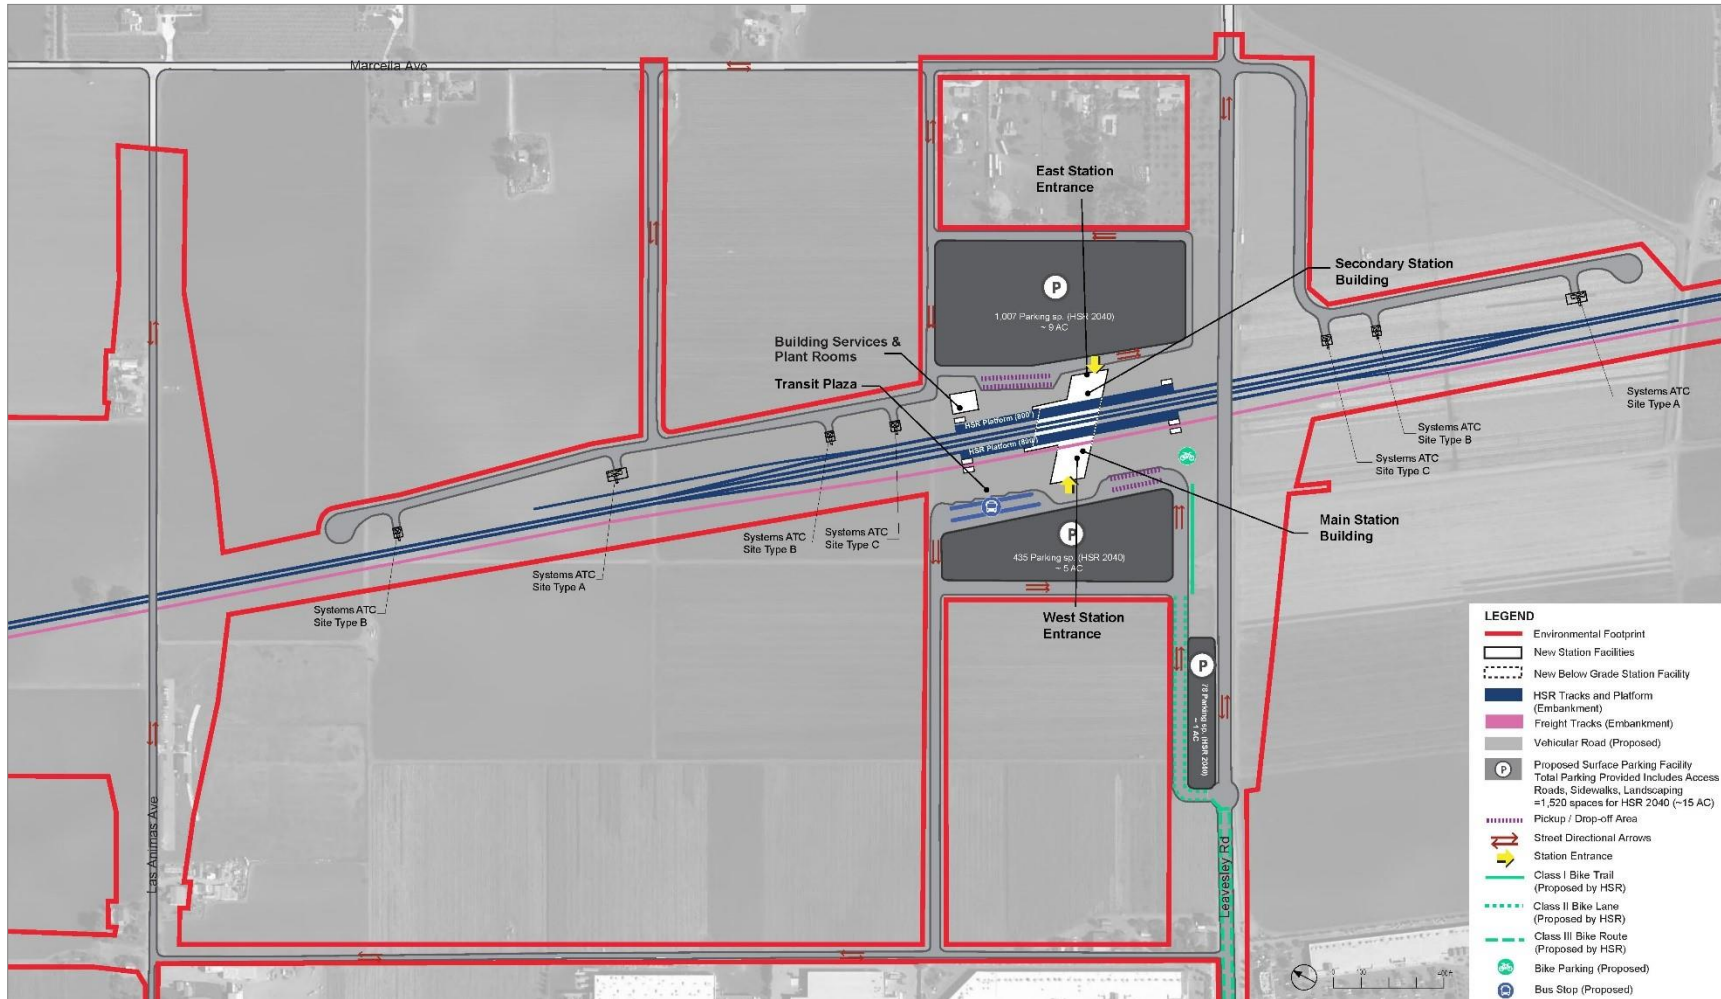 Marcella Ave
East Station
Entrance
Secondary Station
Building
P
1,007 Parking sp. (HSR 2040)
~ 9 AC
Building Services &
Plant Rooms
Transit Plaza
HSR Platform (800')
HSR Platform (800')
Systems ATC
Site Type A
Systems ATC
Site Type B
Systems ATC
Site Type C
Main Station
Building
P
435 Parking sp. (HSR 2040)
~ 5 AC
Systems ATC
Site Type B
Systems ATC
Site Type C
Systems ATC
Site Type A
Systems ATC
Site Type B
West Station
Entrance
P
78 Parking sp. (HSR 2040)
~ 1 AC
Las Animas Ave
Leavesley Rd
LEGEND
Environmental Footprint
New Station Facilities
New Below Grade Station Facility
HSR Tracks and Platform
(Embankment)
Freight Tracks (Embankment)
Vehicular Road (Proposed)
P
Proposed Surface Parking Facility
Total Parking Provided Includes Access
Roads, Sidewalks, Landscaping
=1,520 spaces for HSR 2040 (~15 AC)
Pickup / Drop-off Area
Street Directional Arrows
Station Entrance
Class I Bike Trail
(Proposed by HSR)
Class II Bike Lane
(Proposed by HSR)
Class III Bike Route
(Proposed by HSR)
Bike Parking (Proposed)
Bus Stop (Proposed)